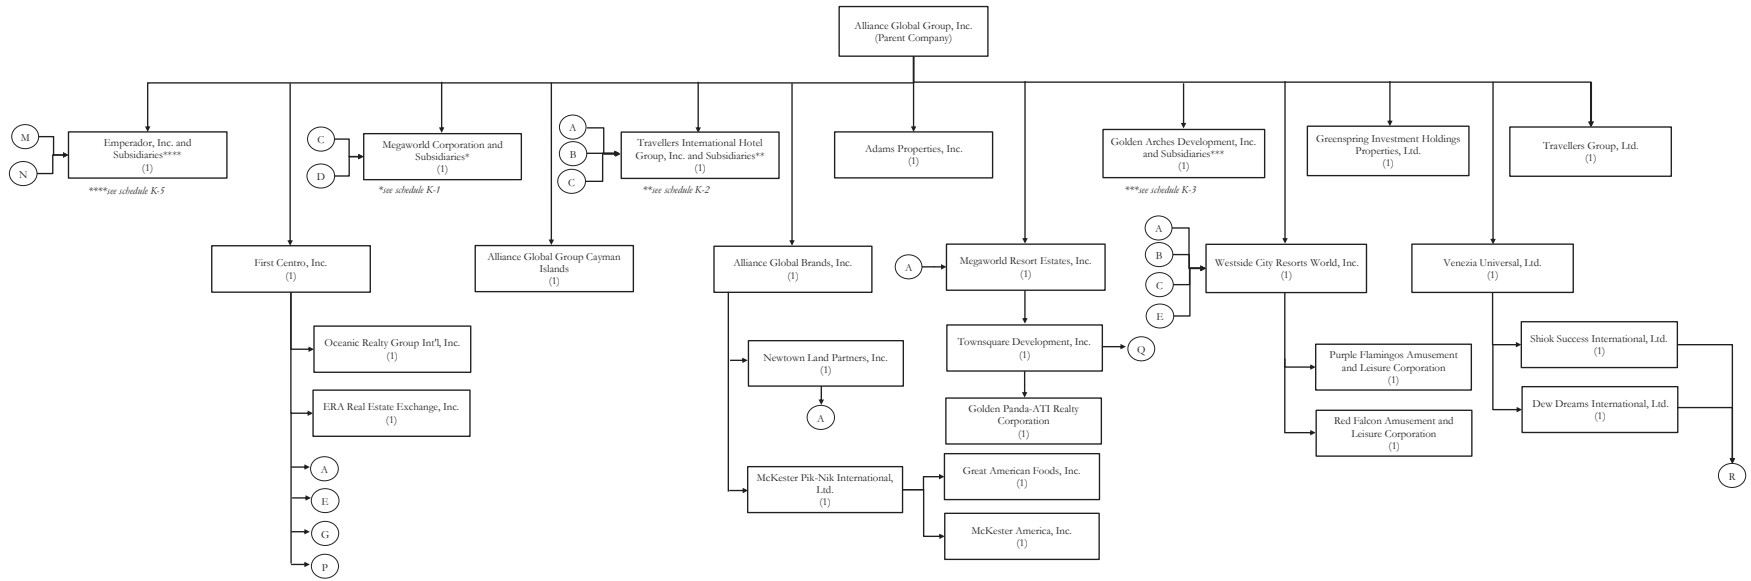 Alliance Global Group, Inc.
(Parent Company)
M
N
Emperador, Inc. and
Subsidiaries****
(1)
****see schedule K-5
C
D
Megaworld Corporation and
Subsidiaries*
(1)
*see schedule K-1
A
B
C
Travellers International Hotel
Group, Inc. and Subsidiaries**
(1)
**see schedule K-2
Adams Properties, Inc.
(1)
Golden Arches Development, Inc.
and Subsidiaries***
(1)
***see schedule K-3
Greenspring Investment Holdings
Properties, Ltd.
(1)
Travellers Group, Ltd.
(1)
First Centro, Inc.
(1)
Alliance Global Group Cayman
Islands
(1)
Alliance Global Brands, Inc.
(1)
A
Megaworld Resort Estates, Inc.
(1)
A
B
C
E
Westside City Resorts World, Inc.
(1)
Venezia Universal, Ltd.
(1)
Oceanic Realty Group Int'l, Inc.
(1)
ERA Real Estate Exchange, Inc.
(1)
A
E
G
P
Newtown Land Partners, Inc.
(1)
A
McKester Pik-Nik International,
Ltd.
(1)
Townsquare Development, Inc.
(1)
Q
Golden Panda-ATI Realty
Corporation
(1)
Great American Foods, Inc.
(1)
McKester America, Inc.
(1)
Purple Flamingos Amusement
and Leisure Corporation
(1)
Red Falcon Amusement and
Leisure Corporation
(1)
Shiok Success International, Ltd.
(1)
Dew Dreams International, Ltd.
(1)
R